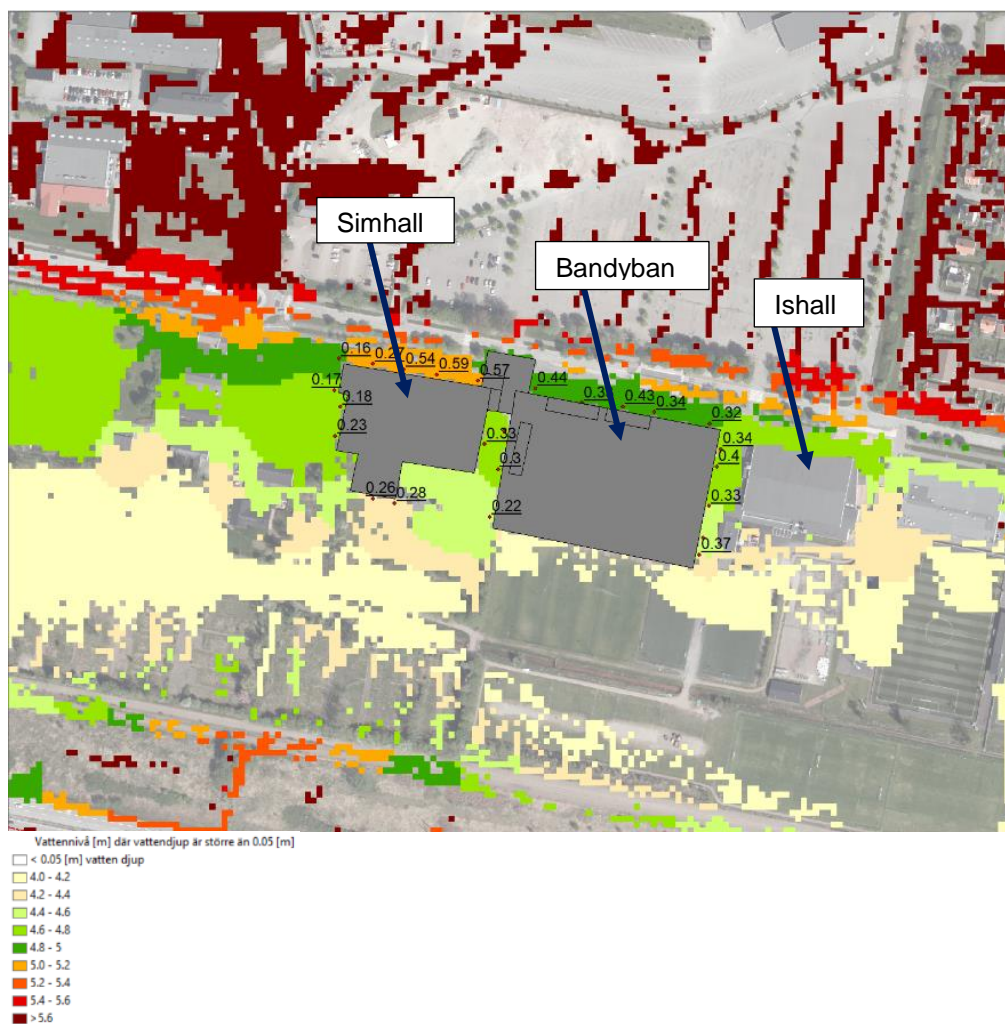 Simhall
Bandyban
Ishall
0.16
0.27
0.54
0.59
0.57
0.17
0.18
0.44
0.43
0.34
0.32
0.23
0.33
0.34
0.3
0.4
0.26
0.28
0.22
0.33
0.37
Vattennivå [m] där vattendjup är större än 0.05 [m]
< 0.05 [m] vatten djup
4.0 - 4.2
4.2 - 4.4
4.4 - 4.6
4.6 - 4.8
4.8 - 5
5.0 - 5.2
5.2 - 5.4
5.4 - 5.6
>5.6